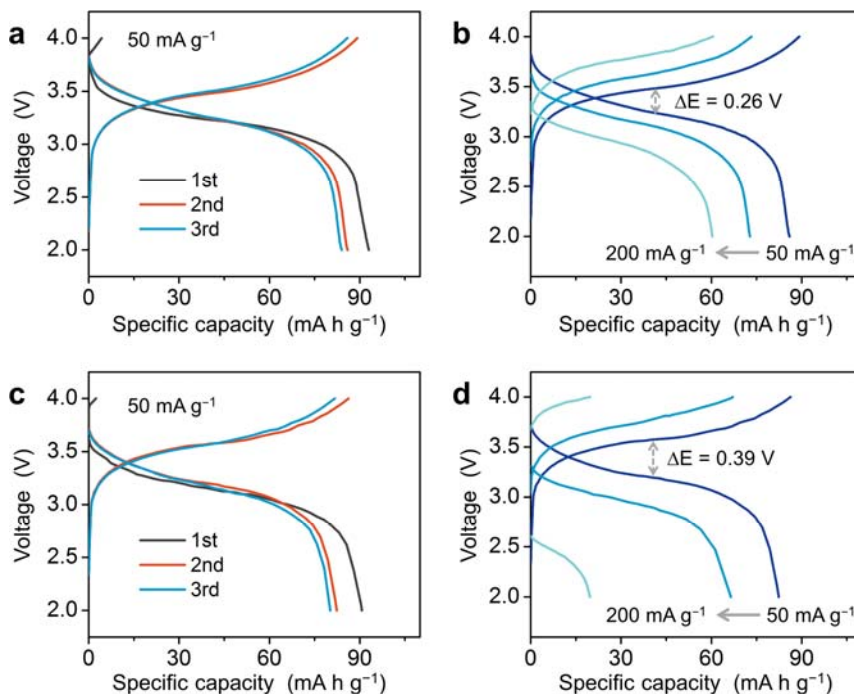 a
50 mA g⁻¹
4.0
3.5
3.0
2.5
2.0
Voltage (V)
1st
2nd
3rd
0
30
60
90
Specific capacity (mA h g⁻¹)
b
4.0
3.5
3.0
2.5
2.0
Voltage (V)
ΔE = 0.26 V
200 mA g⁻¹ ← 50 mA g⁻¹
0
30
60
90
Specific capacity (mA h g⁻¹)
c
50 mA g⁻¹
4.0
3.5
3.0
2.5
2.0
Voltage (V)
1st
2nd
3rd
0
30
60
90
Specific capacity (mA h g⁻¹)
d
4.0
3.5
3.0
2.5
2.0
Voltage (V)
ΔE = 0.39 V
200 mA g⁻¹ ← 50 mA g⁻¹
0
30
60
90
Specific capacity (mA h g⁻¹)